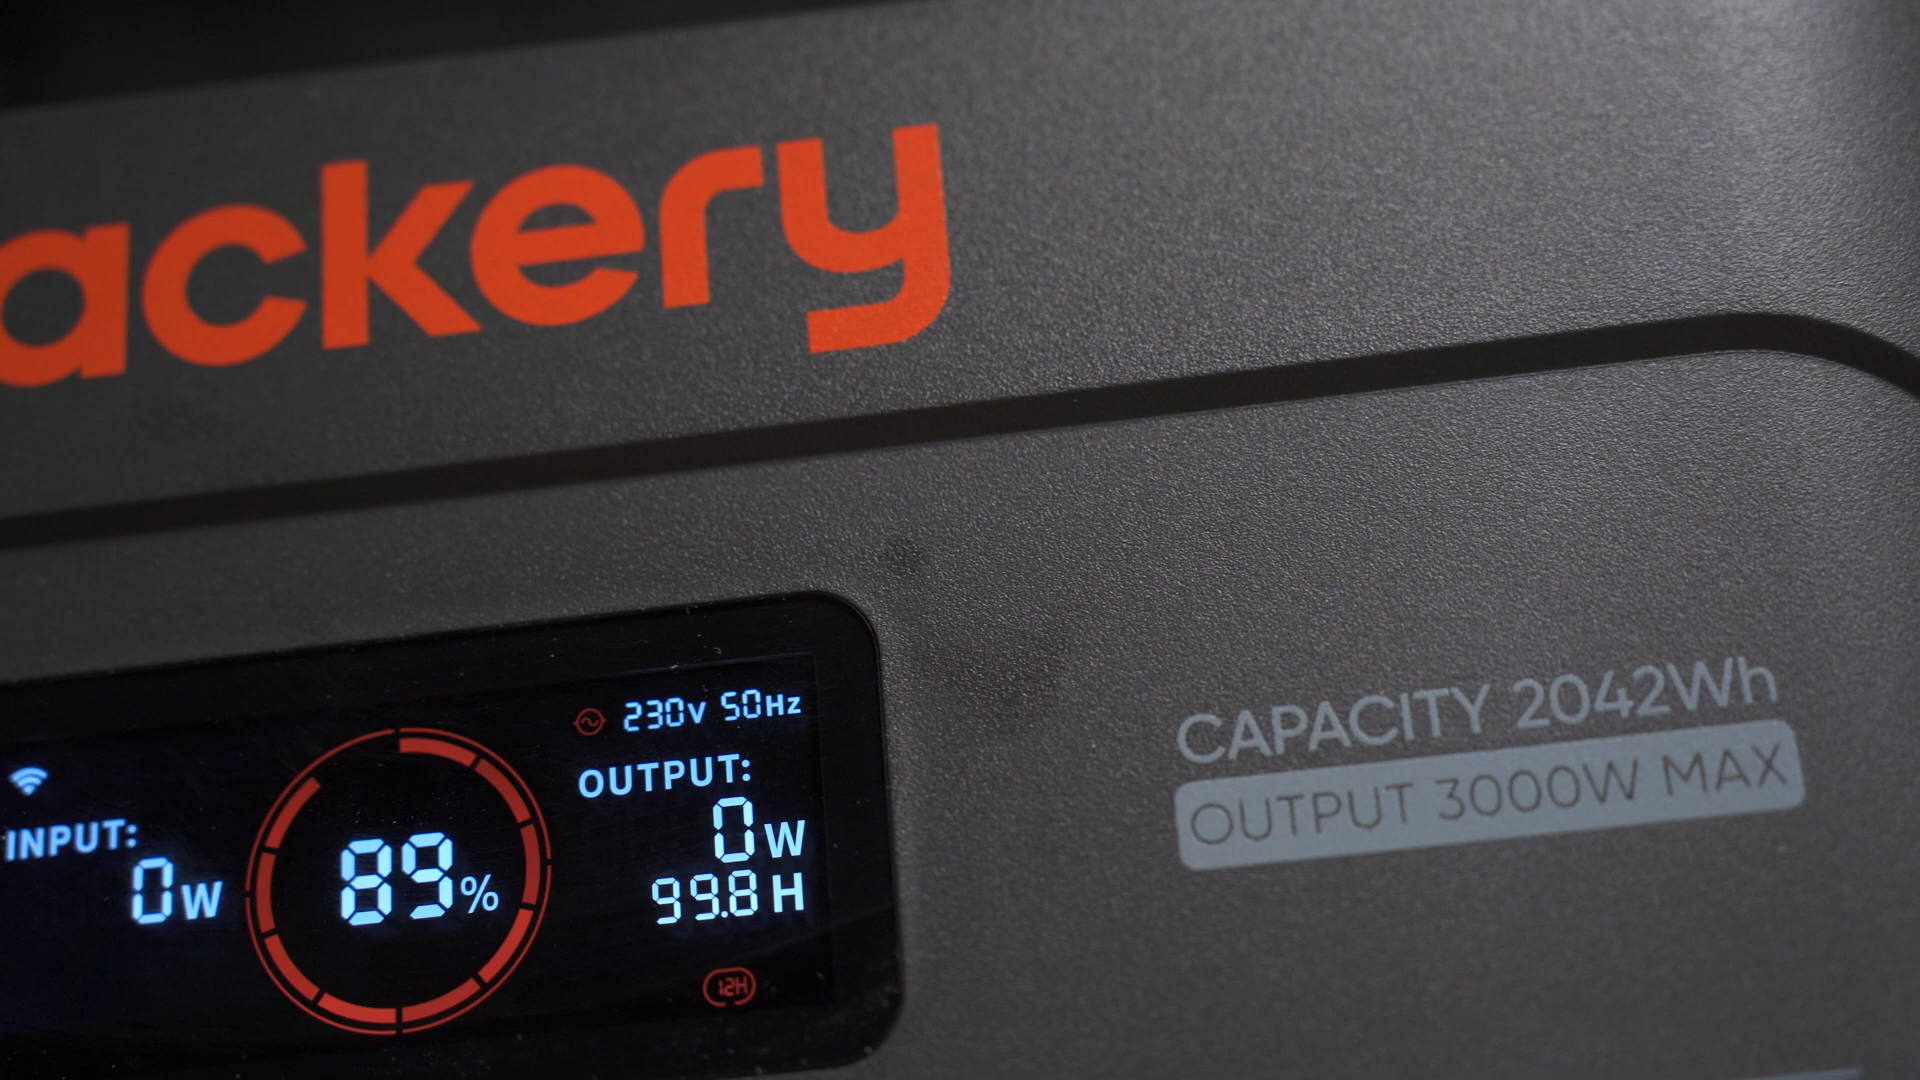 ackery
230V 50Hz
INPUT:
0W
89%
OUTPUT:
0W
99.8H
12H
CAPACITY 2042Wh
OUTPUT 3000W MAX